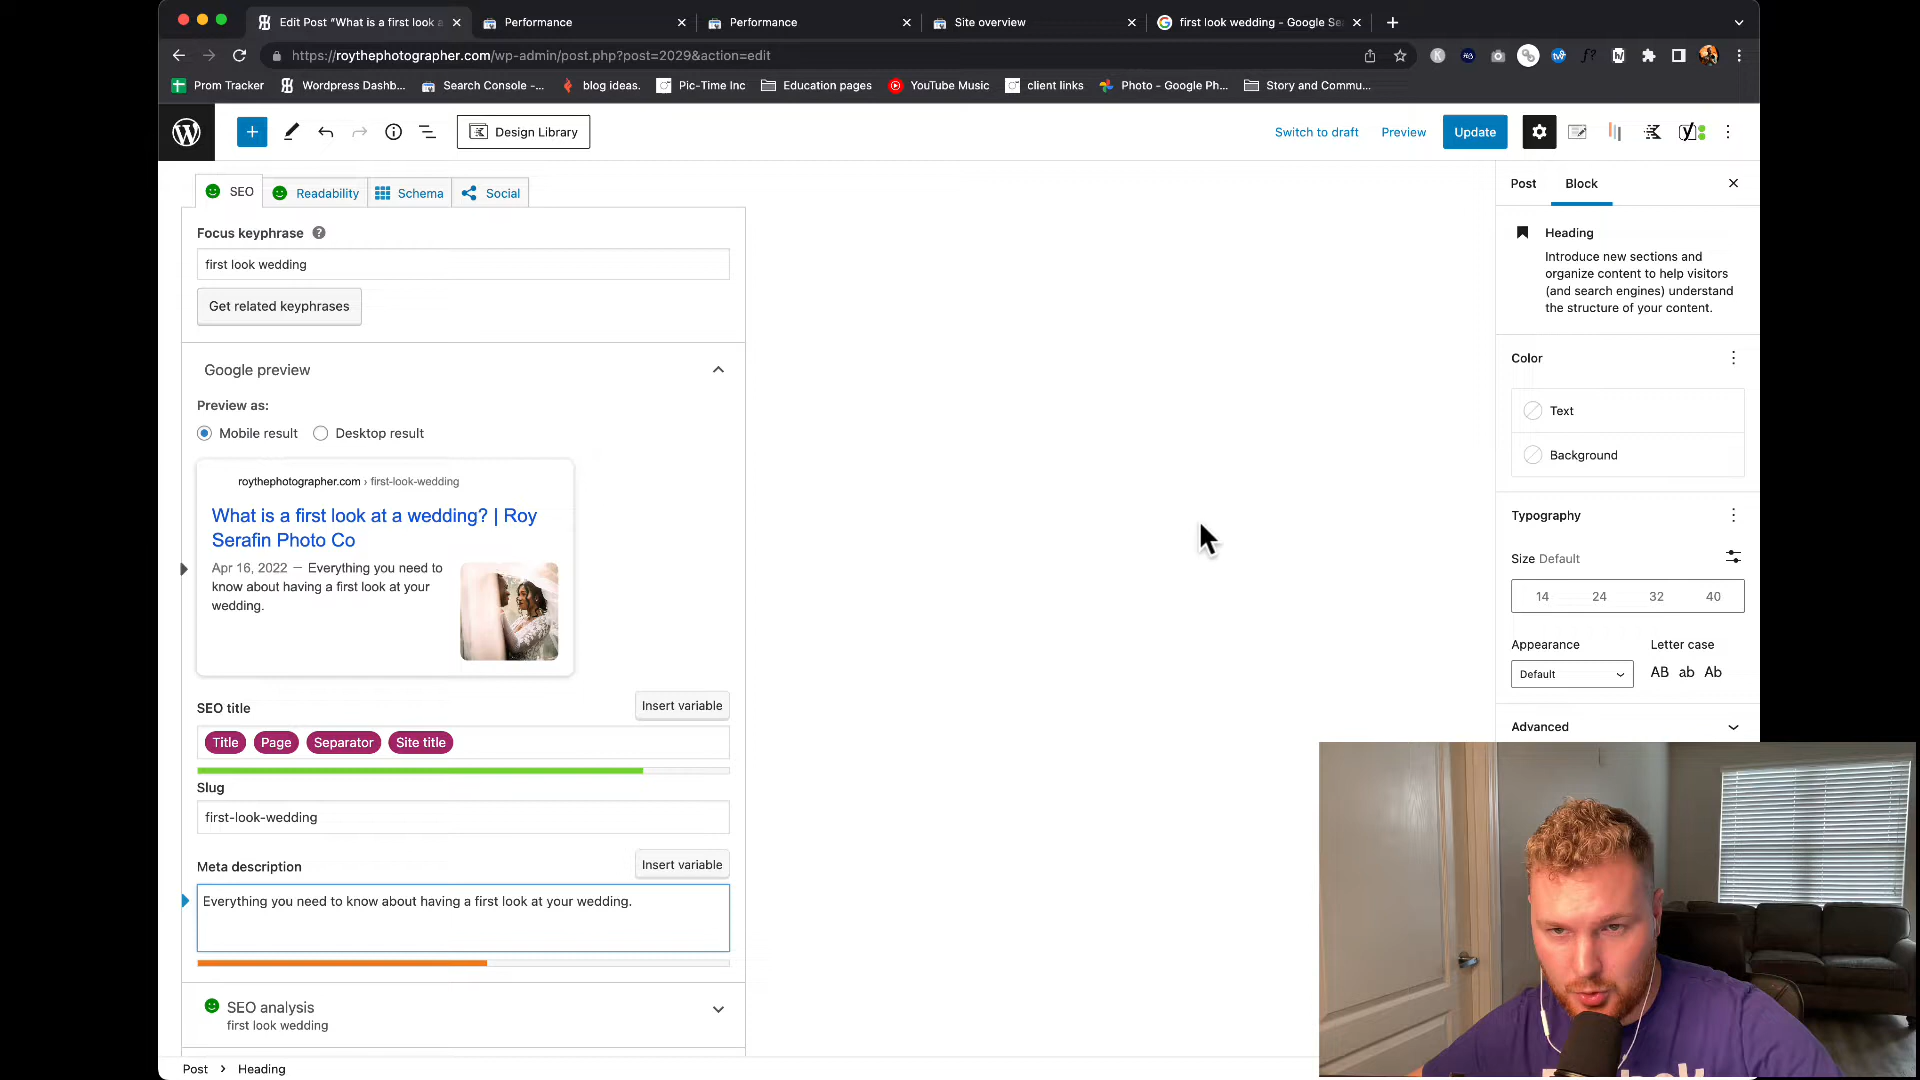 Edit Post "What is a first look a
Performance
Performance
Site overview
first look wedding - Google Se
https://roythephotographer.com/wp-admin/post.php?post=2029&action=edit
Prom Tracker
Wordpress Dashb...
Search Console -...
blog ideas.
Pic-Time Inc
Education pages
YouTube Music
client links
Photo - Google Ph...
Story and Commu...
Design Library
Switch to draft
Preview
Update
SEO
Readability
Schema
Social
Focus keyphrase
first look wedding
Get related keyphrases
Google preview
Preview as:
Mobile result
Desktop result
roythephotographer.com › first-look-wedding
What is a first look at a wedding? | Roy
Serafin Photo Co
Apr 16, 2022 — Everything you need to
know about having a first look at your
wedding.
SEO title
Insert variable
Title Page Separator Site title
Slug
first-look-wedding
Meta description
Insert variable
Everything you need to know about having a first look at your wedding.
SEO analysis
first look wedding
Post › Heading
Post
Block
Heading
Introduce new sections and
organize content to help visitors
(and search engines) understand
the structure of your content.
Color
Text
Background
Typography
Size Default
14 24 32 40
Appearance
Letter case
Default
AB ab Ab
Advanced